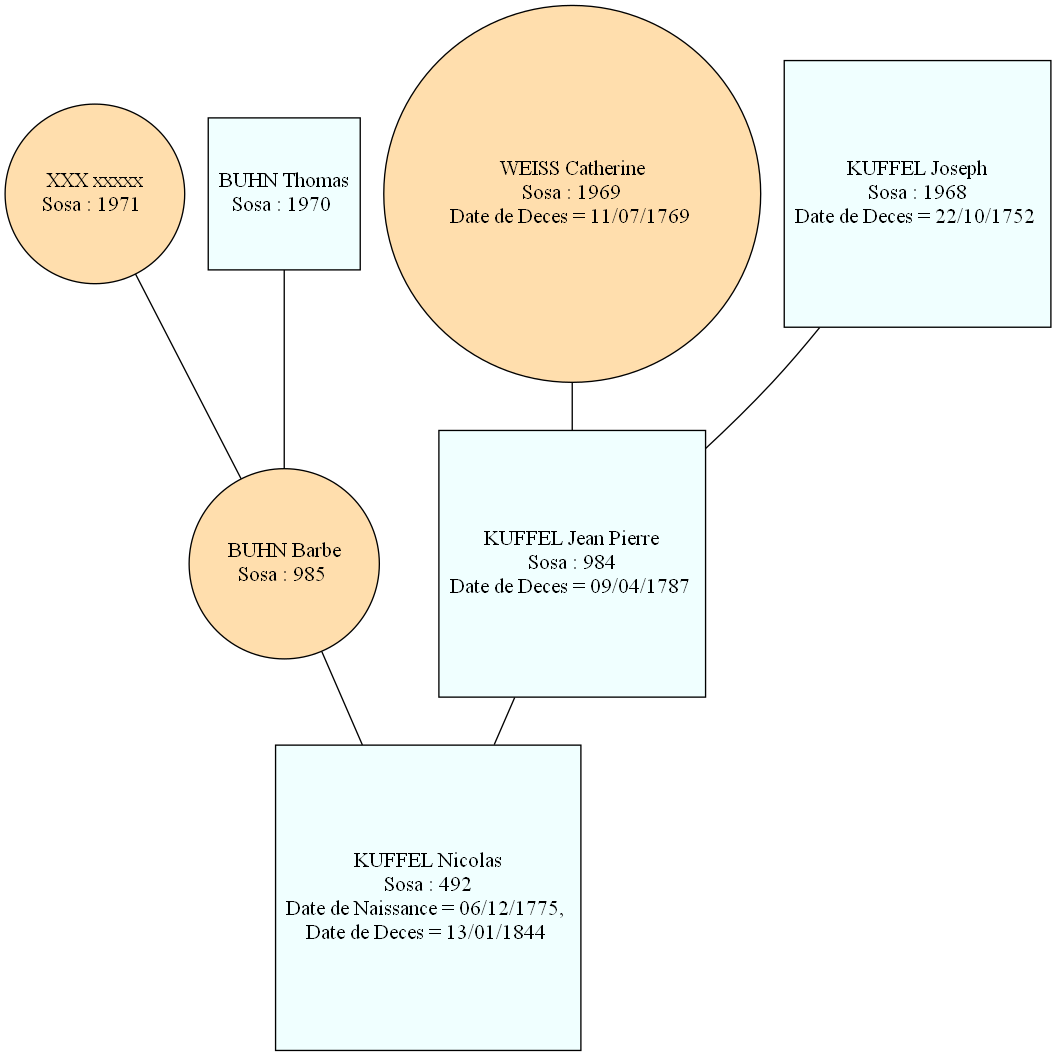 XXX xxxxx
Sosa : 1971
BUHN Thomas
Sosa : 1970
WEISS Catherine
Sosa : 1969
Date de Deces = 11/07/1769
KUFFEL Joseph
Sosa : 1968
Date de Deces = 22/10/1752
BUHN Barbe
Sosa : 985
KUFFEL Jean Pierre
Sosa : 984
Date de Deces = 09/04/1787
KUFFEL Nicolas
Sosa : 492
Date de Naissance = 06/12/1775,
Date de Deces = 13/01/1844